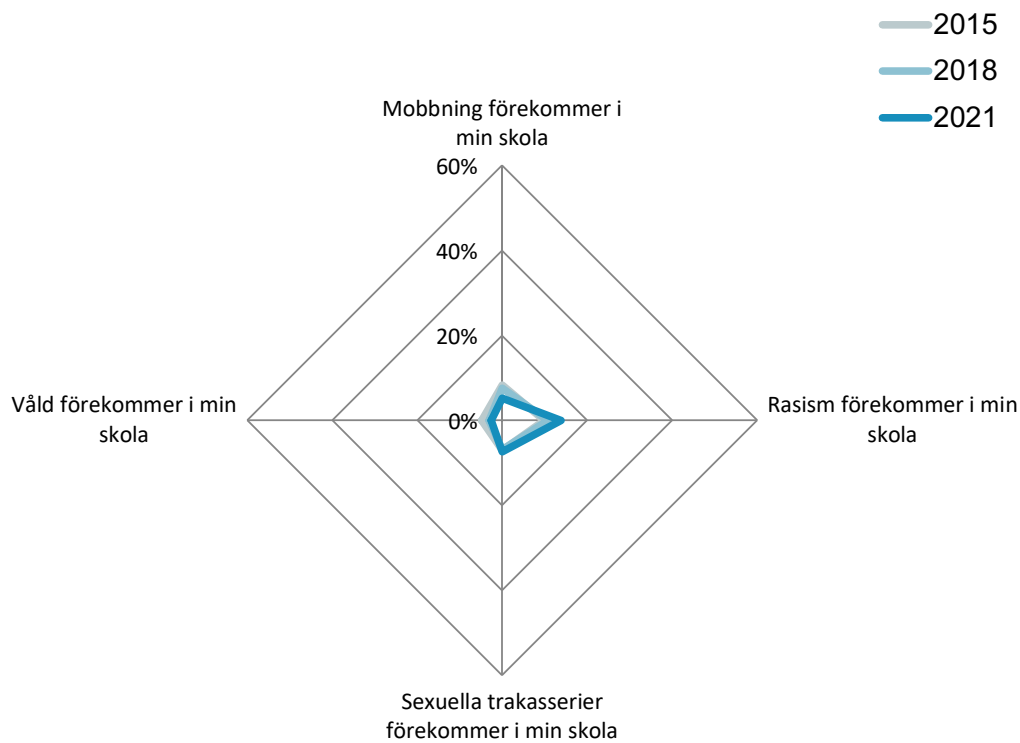 2015
2018
2021
Mobbning förekommer i
min skola
60%
40%
20%
0%
Våld förekommer i min
skola
Rasism förekommer i min
skola
Sexuella trakasserier
förekommer i min skola